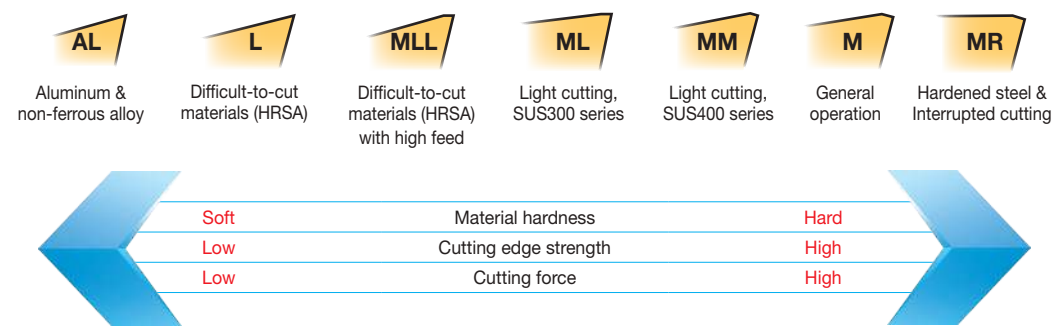 AL
L
MLL
ML
MM
M
MR
Aluminum &
non-ferrous alloy
Difficult-to-cut
materials (HRSA)
Difficult-to-cut
materials (HRSA)
with high feed
Light cutting,
SUS300 series
Light cutting,
SUS400 series
General
operation
Hardened steel &
Interrupted cutting
Soft Material hardness Hard
Low Cutting edge strength High
Low Cutting force High